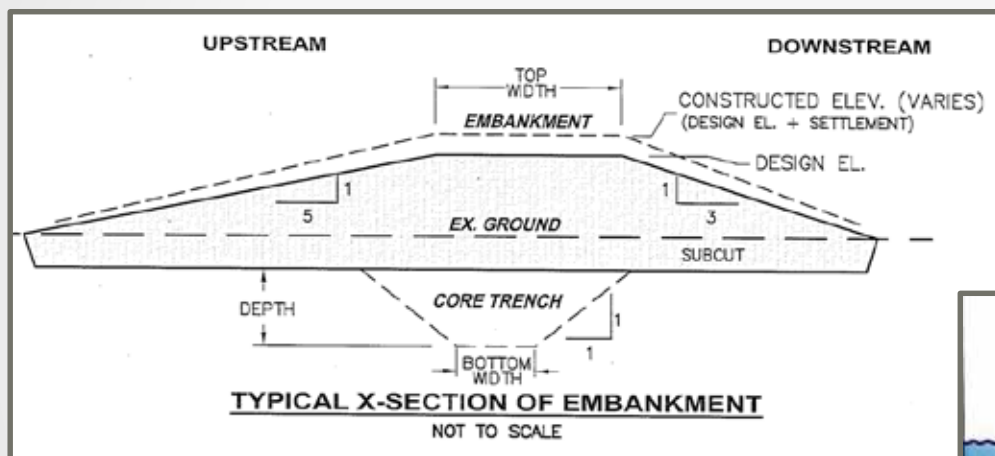 UPSTREAM
DOWNSTREAM
TOP
WIDTH
CONSTRUCTED ELEV. (VARIES)
(DESIGN EL. + SETTLEMENT)
EMBANKMENT
DESIGN EL.
1
5
1
3
EX. GROUND
SUBCUT
CORE TRENCH
DEPTH
1
1
BOTTOM
WIDTH
TYPICAL X-SECTION OF EMBANKMENT
NOT TO SCALE